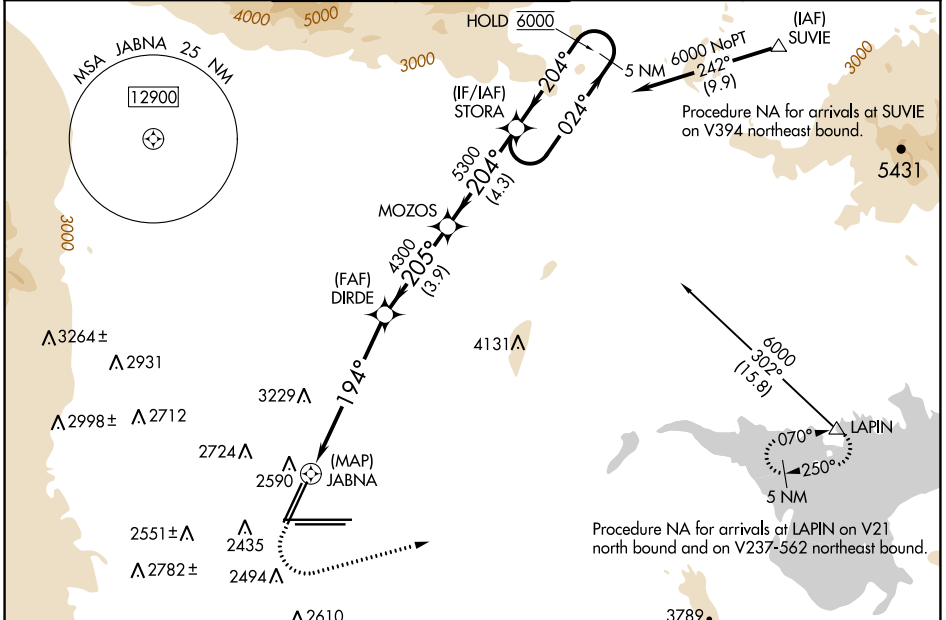 4000
5000
3000
HOLD 6000
(IAF)
SUVIE
6000 NoPT
242°
(9.9)
3000
5 NM
MSA JABNA 25 NM
12900
204°
024°
(IF/IAF)
STORA
Procedure NA for arrivals at SUVIE
on V394 northeast bound.
5431
5300
204°
(4.3)
MOZOS
3000
4300
205°
(3.9)
(FAF)
DIRDE
3264±
2931
4131
6000
302°
(15.8)
194°
3229
2998±
2712
LAPIN
070°
250°
5 NM
2724
2590
(MAP)
JABNA
2551±
2435
Procedure NA for arrivals at LAPIN on V21
north bound and on V237-562 northeast bound.
2782±
2494
2610
3789